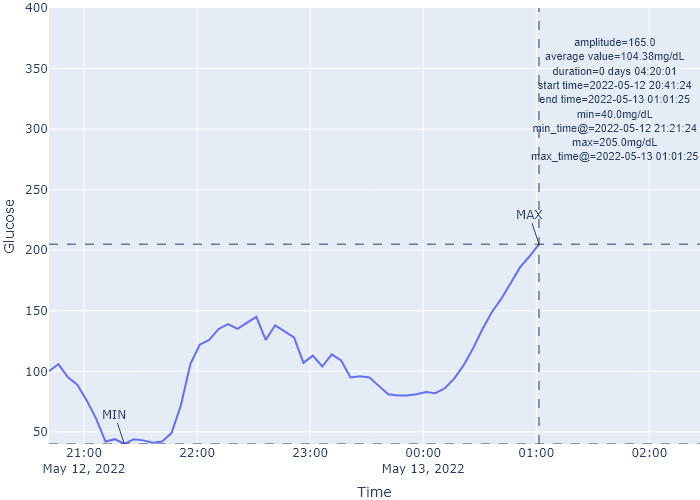 400
350
300
250
200
150
100
50
Glucose
amplitude=165.0
average value=104.38mg/dL
duration=0 days 04:20:01
start time=2022-05-12 20:41:24
end time=2022-05-13 01:01:25
min=40.0mg/dL
min_time@=2022-05-12 21:21:24
max=205.0mg/dL
max_time@=2022-05-13 01:01:25
MAX
MIN
21:00 22:00 23:00 00:00 01:00 02:00
May 12, 2022 May 13, 2022
Time